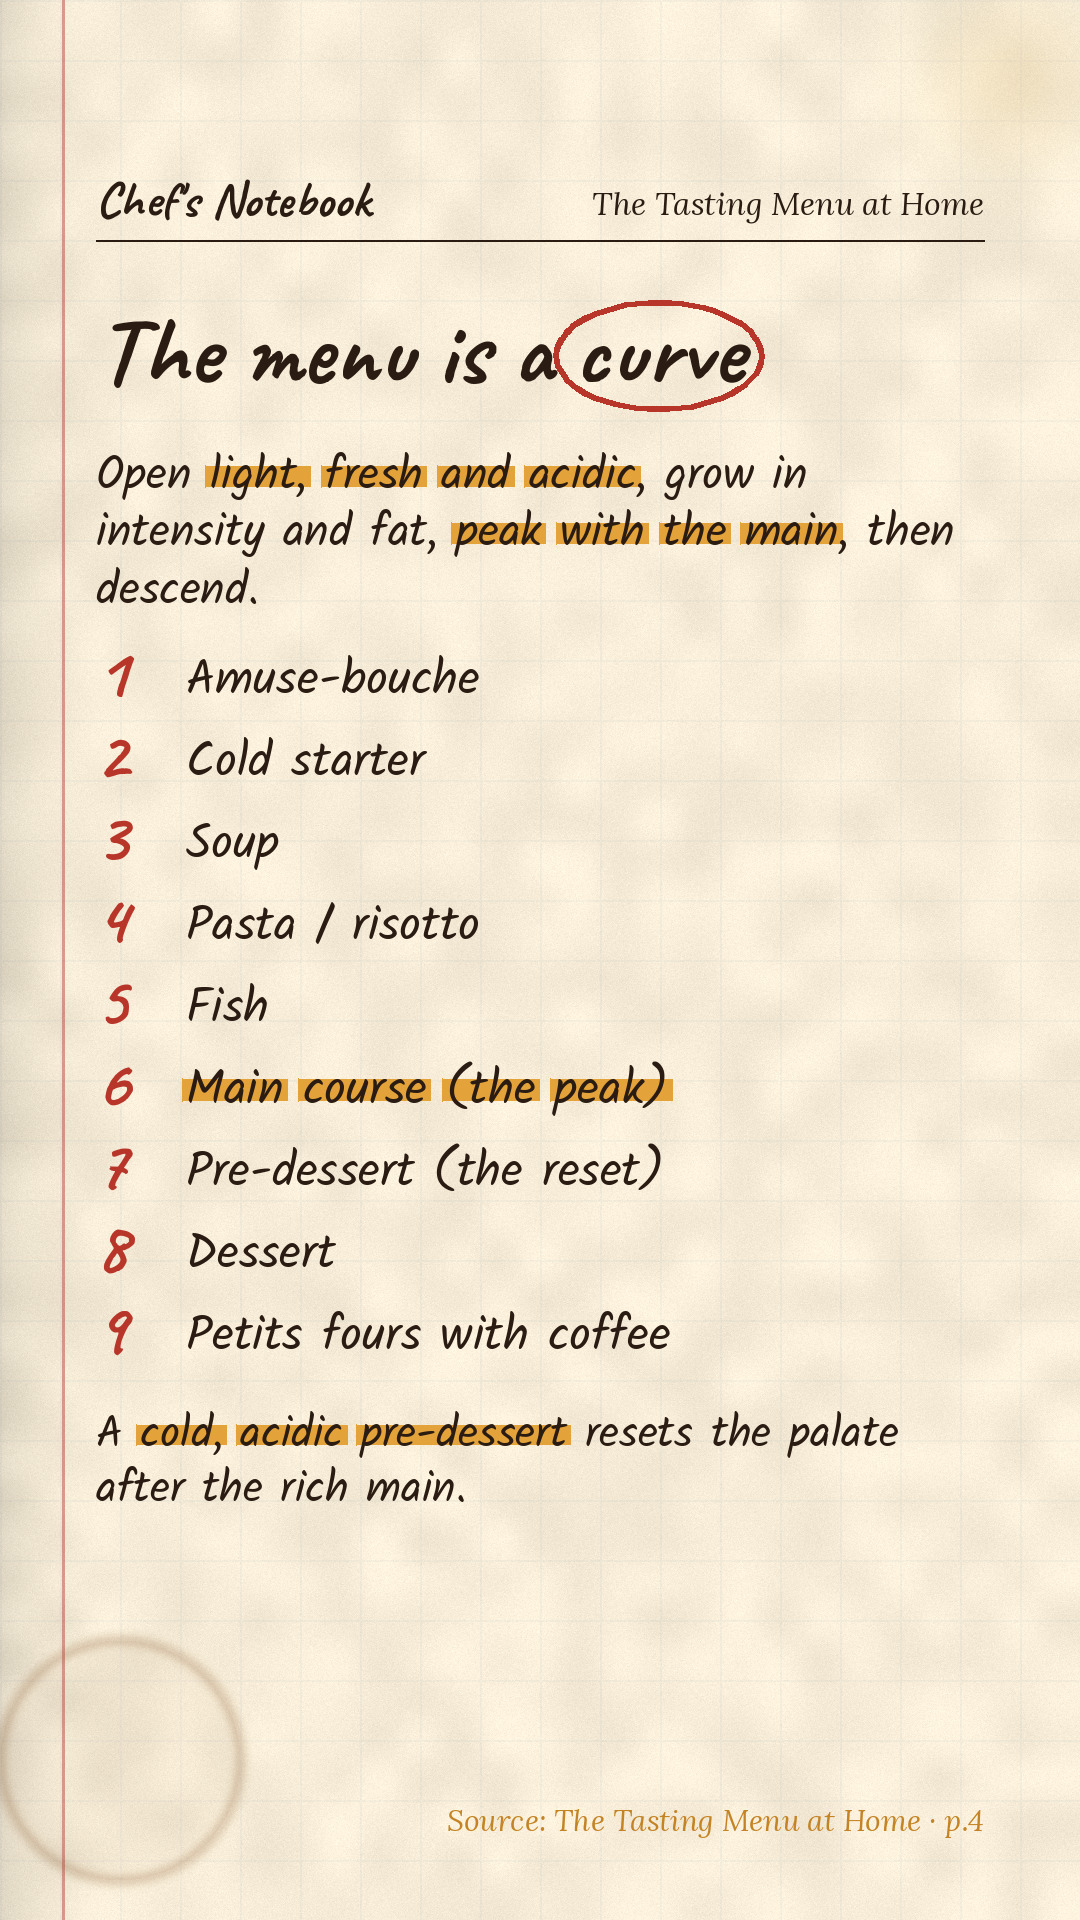 Chef's Notebook
The Tasting Menu at Home
The menu is a curve
Open light, fresh and acidic, grow in
intensity and fat, peak with the main, then
descend.
1 Amuse-bouche
2 Cold starter
3 Soup
4 Pasta / risotto
5 Fish
6 Main course (the peak)
7 Pre-dessert (the reset)
8 Dessert
9 Petits fours with coffee
A cold, acidic pre-dessert resets the palate
after the rich main.
Source: The Tasting Menu at Home · p.4